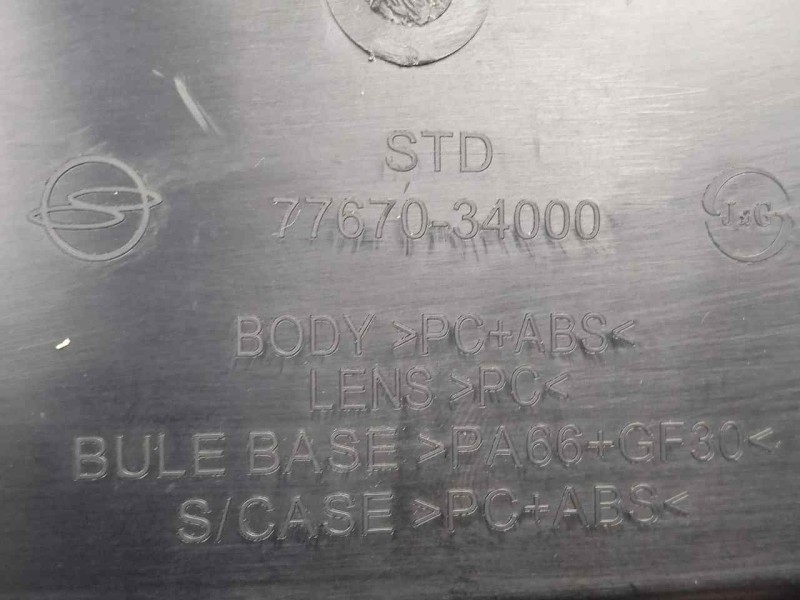 STD
77670-34000
J&G
BODY >PC+ABS<
LENS >PC<
BULE BASE >PA66+GF30<
S/CASE >PC+ABS<